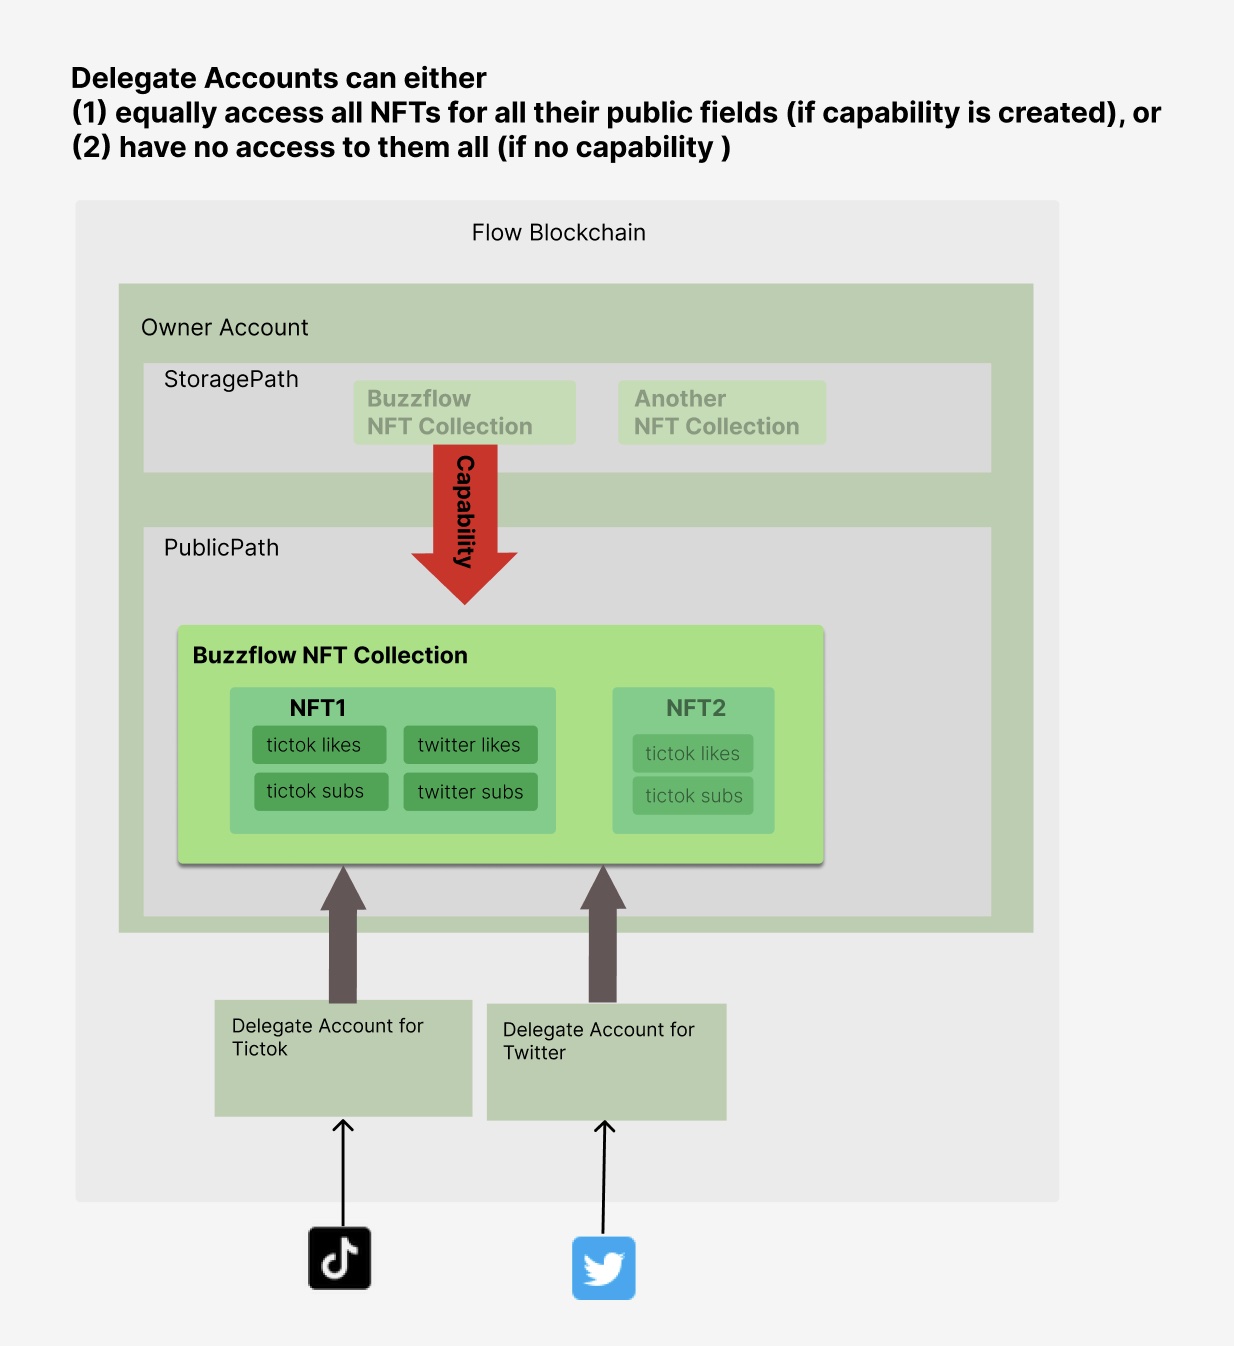 Delegate Accounts can either
(1) equally access all NFTs for all their public fields (if capability is created), or
(2) have no access to them all (if no capability )
Flow Blockchain
Owner Account
StoragePath
Buzzflow
NFT Collection
Another
NFT Collection
Capability
PublicPath
Buzzflow NFT Collection
NFT1
tictok likes
twitter likes
tictok subs
twitter subs
NFT2
tictok likes
tictok subs
Delegate Account for
Tictok
Delegate Account for
Twitter